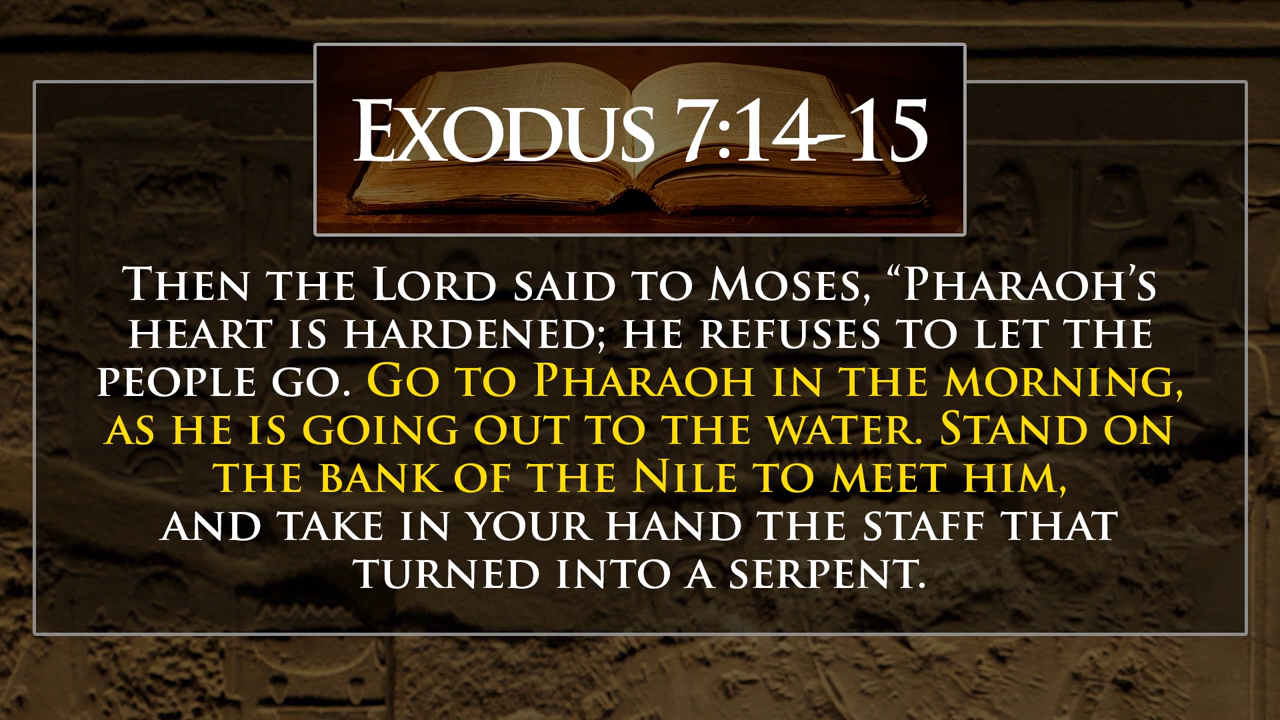 Exodus 7:14-15
Then the Lord said to Moses, “Pharaoh’s
heart is hardened; he refuses to let the
people go. Go to Pharaoh in the morning,
as he is going out to the water. Stand on
the bank of the Nile to meet him,
and take in your hand the staff that
turned into a serpent.